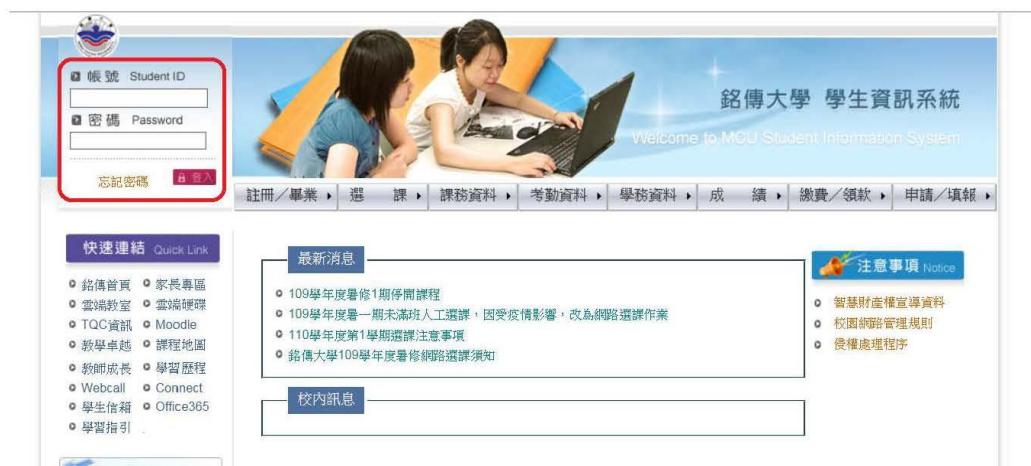 帳號 Student ID
密碼 Password
忘記密碼
登入
銘傳大學 學生資訊系統
Welcome to MCU Student Information System
註冊／畢業
選 課
課務資料
考勤資料
學務資料
成 績
繳費／領款
申請／填報
快速連結 Quick Link
銘傳首頁 家長專區
雲端教室 雲端硬碟
TQC資訊 Moodle
教學卓越 課程地圖
教師成長 學習歷程
Webcall Connect
學生信箱 Office365
學習指引
最新消息
109學年度暑修1期停開課程
109學年度暑一期未滿班人工選課，因受疫情影響，改為網路選課作業
110學年度第1學期選課注意事項
銘傳大學109學年度暑修網路選課須知
校內訊息
注意事項 Notice
智慧財產權宣導資料
校園網路管理規則
侵權處理程序